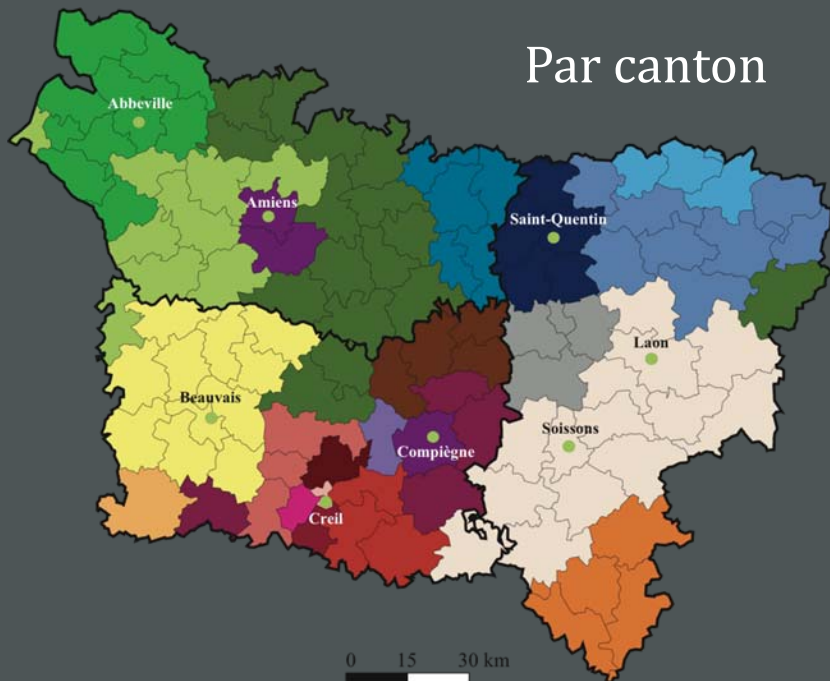 Par canton
Abbeville
Amiens
Saint-Quentin
Laon
Beauvais
Soissons
Compiègne
Creil
0 15 30 km